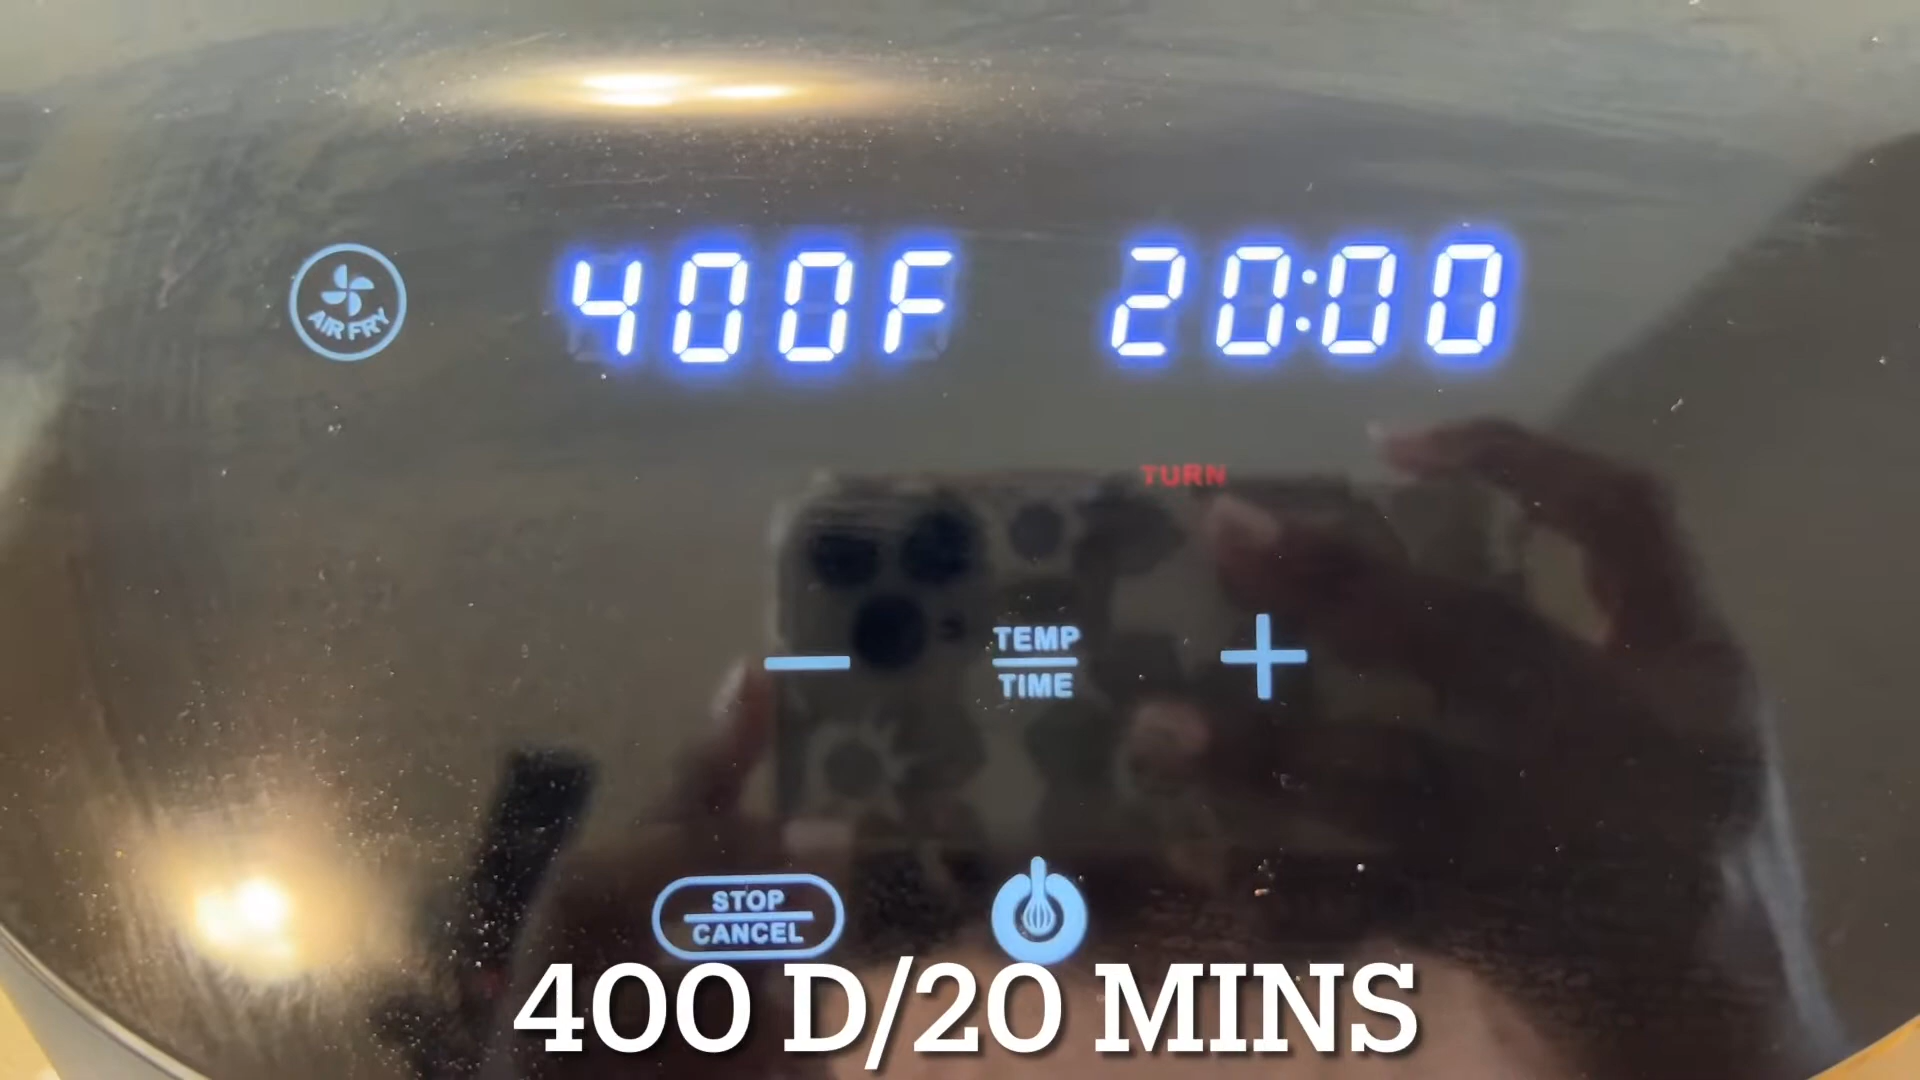 AIR FRY
400F 20:00
TURN
TEMP
TIME
STOP
CANCEL
400 D/20 MINS